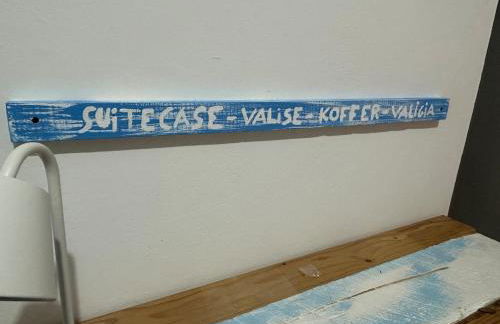 SUiTECASE - VALiSE - KOFFER - VALiGiA